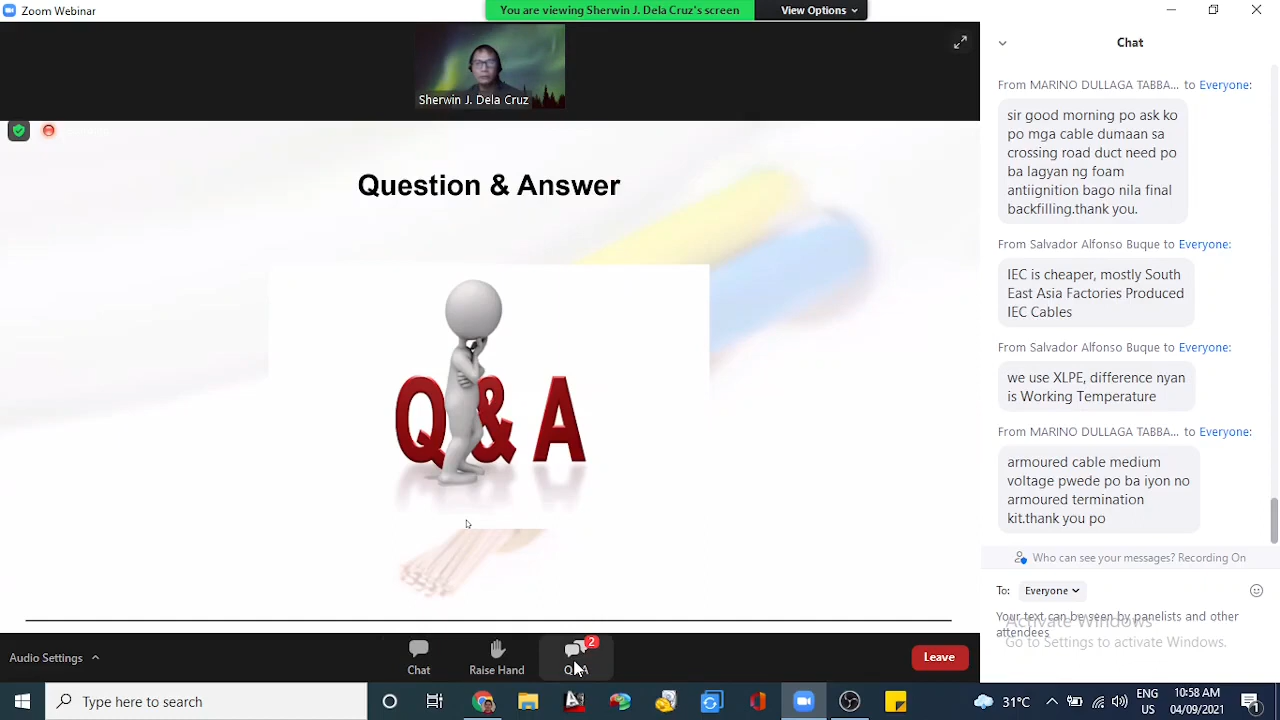 Zoom Webinar
You are viewing Sherwin J. Dela Cruz's screen
View Options
Sherwin J. Dela Cruz
Question & Answer
Q&A
Chat
From MARINO DULLAGA TABBA... to Everyone:
sir good morning po ask ko
po mga cable dumaan sa
crossing road duct need po
ba lagyan ng foam
antiignition bago nila final
backfilling.thank you.
From Salvador Alfonso Buque to Everyone:
IEC is cheaper, mostly South
East Asia Factories Produced
IEC Cables
From Salvador Alfonso Buque to Everyone:
we use XLPE, difference nyan
is Working Temperature
From MARINO DULLAGA TABBA... to Everyone:
armoured cable medium
voltage pwede po ba iyon no
armoured termination
kit.thank you po
Who can see your messages? Recording On
To: Everyone
Your text can be seen by panelists and other
attendees
Activate Windows
Go to Settings to activate Windows.
Audio Settings
Chat
Raise Hand
2
Q&A
Leave
Type here to search
31°C
ENG
US
10:58 AM
04/09/2021
1